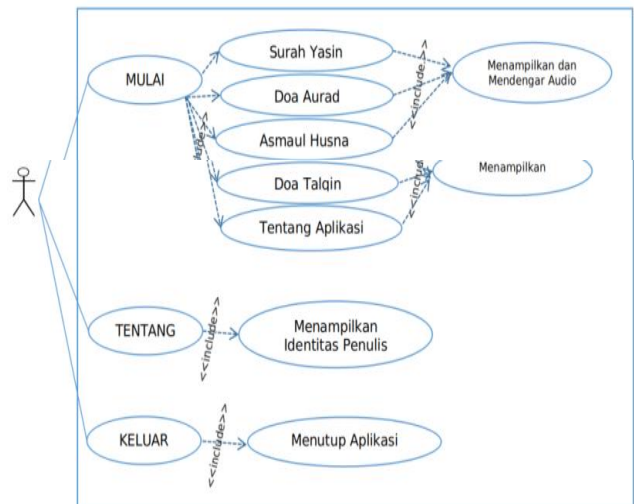 MULAI
Surah Yasin
Doa Aurad
Asmaul Husna
Doa Talqin
Tentang Aplikasi
<<include>>
Menampilkan dan
Mendengar Audio
Menampilkan
TENTANG
<<include>>
Menampilkan
Identitas Penulis
KELUAR
<<include>>
Menutup Aplikasi